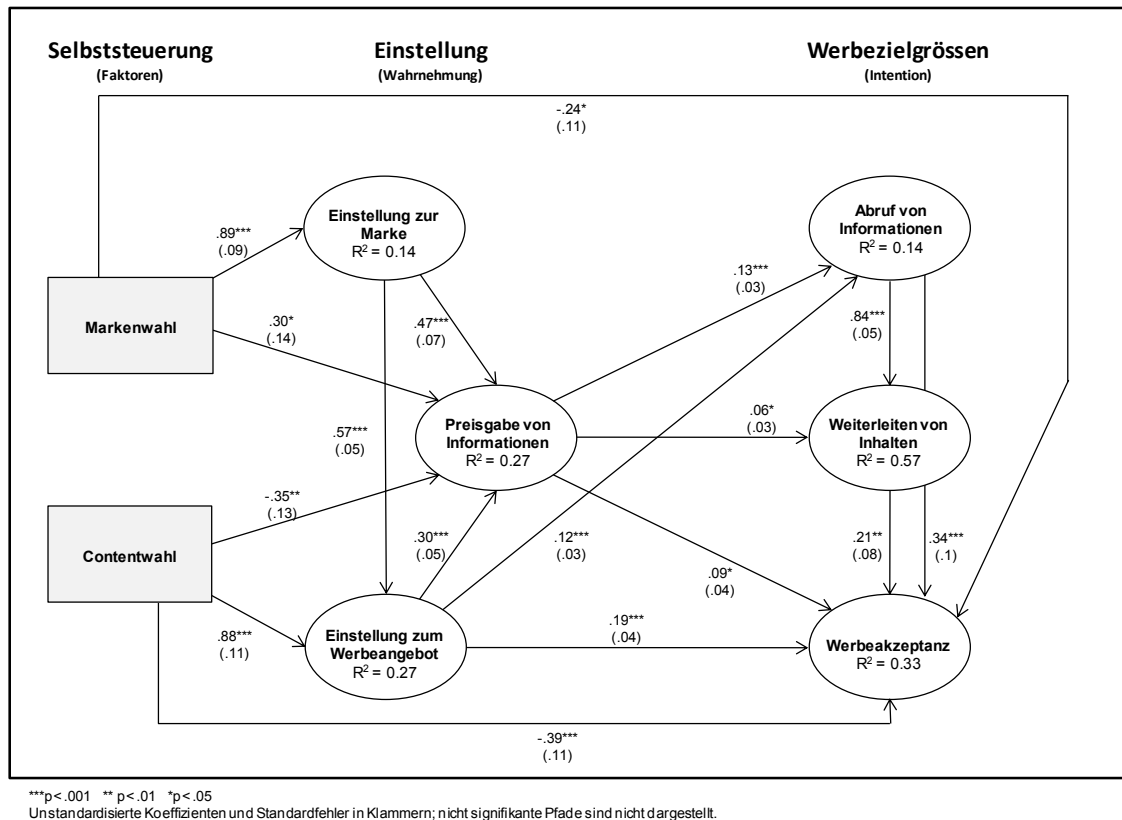 Selbststeuerung
(Faktoren)
Einstellung
(Wahrnehmung)
Werbezielgrössen
(Intention)
-.24*
(.11)
Einstellung zur
Marke
R² = 0.14
Abruf von
Informationen
R² = 0.14
.89***
(.09)
.13***
(.03)
Markenwahl
.30*
(.14)
.47***
(.07)
.84***
(.05)
Preisgabe von
Informationen
R² = 0.27
.06*
(.03)
Weiterleiten von
Inhalten
R² = 0.57
.57***
(.05)
-.35**
(.13)
Contentwahl
.30***
(.05)
.12***
(.03)
.21**
(.08)
.34***
(.1)
.09*
(.04)
.88***
(.11)
Einstellung zum
Werbeangebot
R² = 0.27
.19***
(.04)
Werbeakzeptanz
R² = 0.33
-.39***
(.11)
***p<.001 ** p<.01 *p<.05
Unstandardisierte Koeffizienten und Standardfehler in Klammern; nicht signifikante Pfade sind nicht dargestellt.